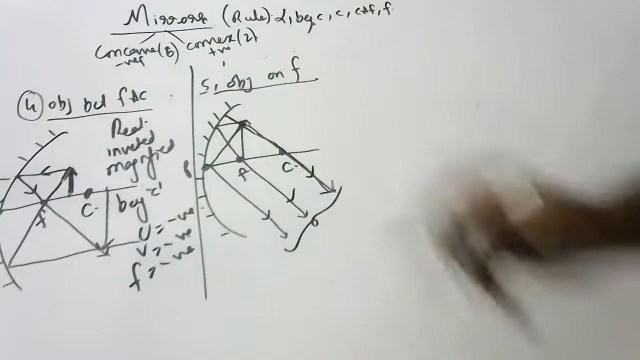 Mirrors (Rule): α, bey c, c, c&f, f
concave(6) convex(2)
-ve +ve
(4) obj bet f&c
Real
inverted
magnified
f
C
bey 'c'
u = -ve
v = -ve
f = -ve
5, obj on f
P
f
C